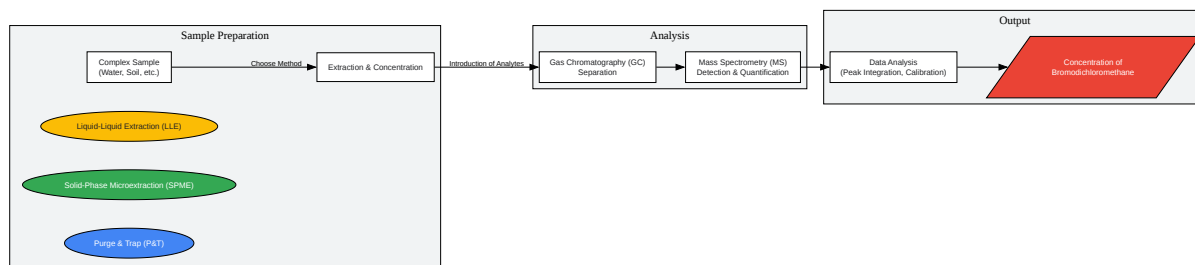 Sample Preparation
Complex Sample
(Water, Soil, etc.)
Choose Method
Extraction & Concentration
Liquid-Liquid Extraction (LLE)
Solid-Phase Microextraction (SPME)
Purge & Trap (P&T)
Introduction of Analytes
Analysis
Gas Chromatography (GC)
Separation
Mass Spectrometry (MS)
Detection & Quantification
Output
Data Analysis
(Peak Integration, Calibration)
Concentration of
Bromodichloromethane